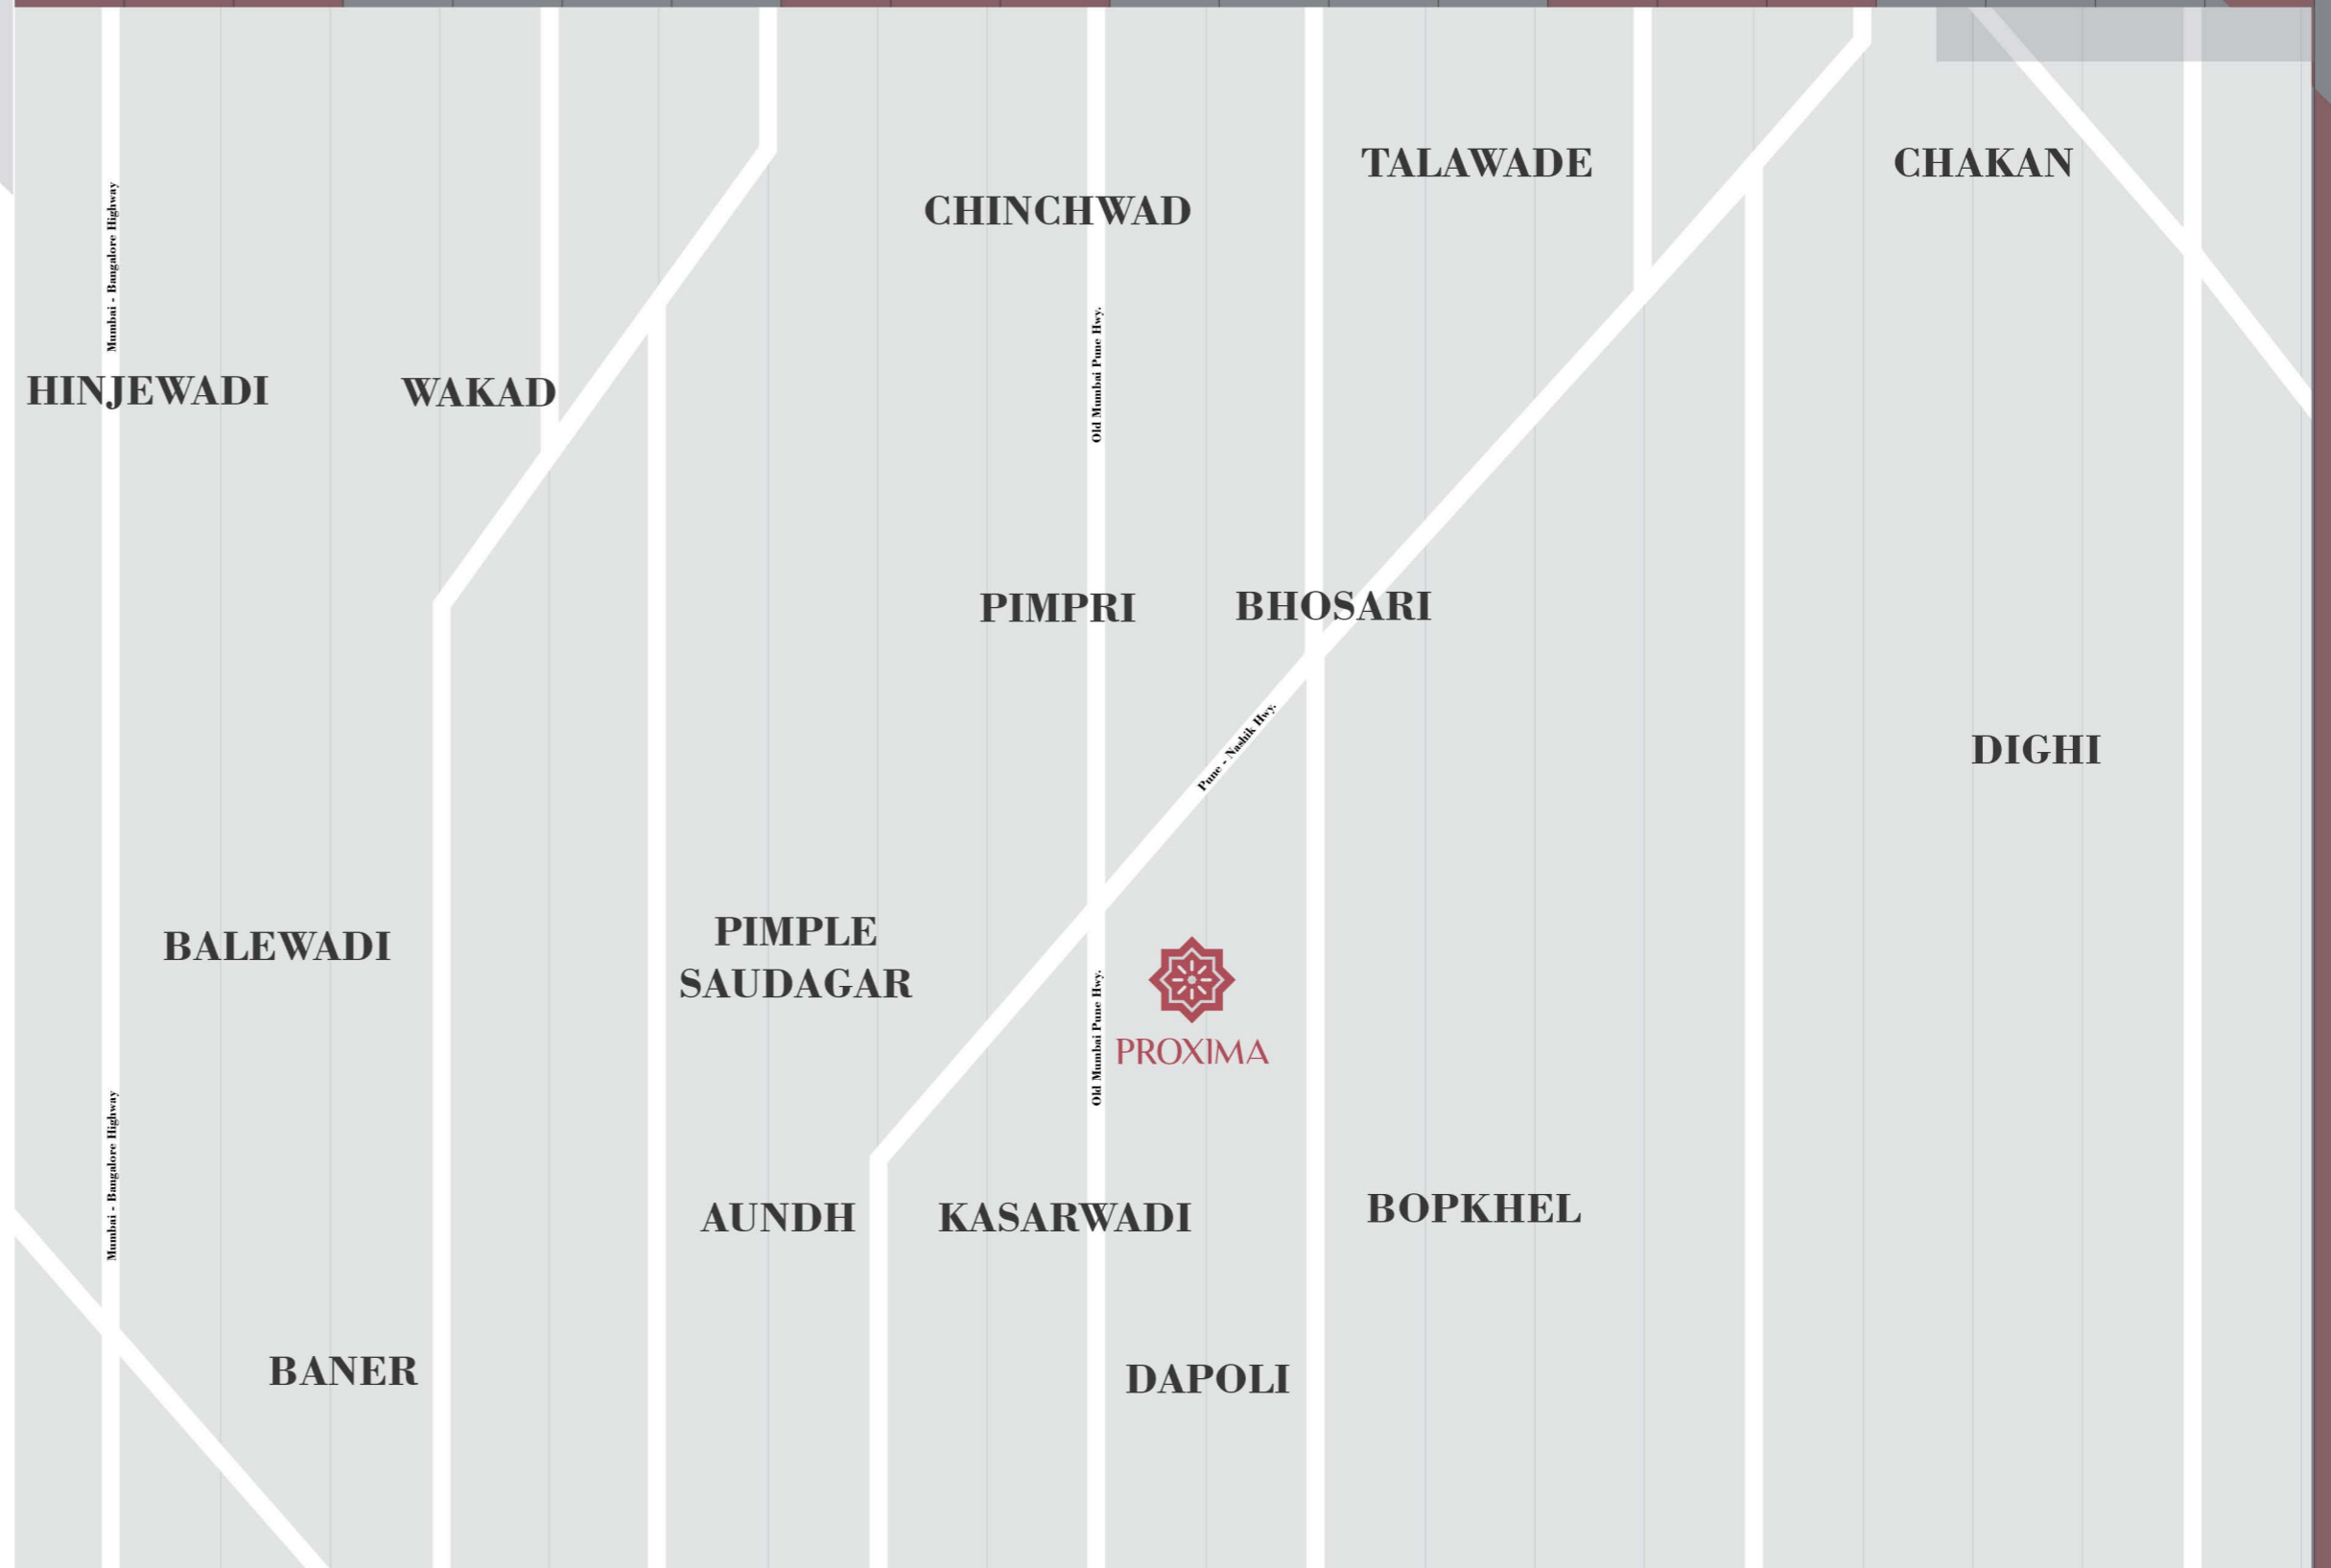 TALAWADE
CHAKAN
CHINCHWAD
Mumbai - Bangalore Highway
Old Mumbai Pune Hwy.
HINJEWADI
WAKAD
PIMPRI
BHOSARI
Pune - Nashik Hwy.
DIGHI
BALEWADI
PIMPLE
SAUDAGAR
Old Mumbai Pune Hwy.
PROXIMA
Mumbai - Bangalore Highway
AUNDH
KASARWADI
BOPKHEL
BANER
DAPOLI